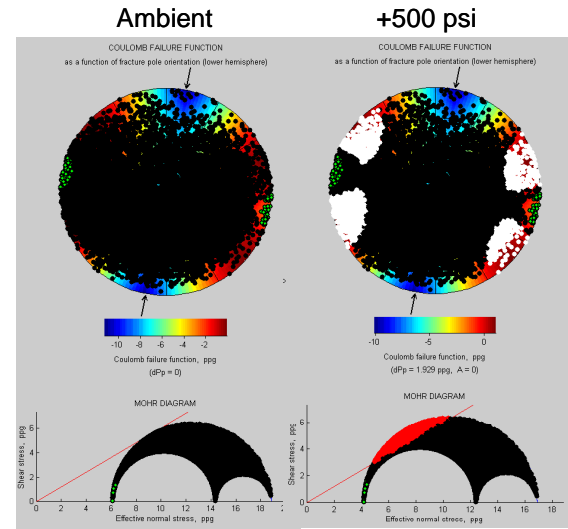 Ambient
+500 psi
COULOMB FAILURE FUNCTION
as a function of fracture pole orientation (lower hemisphere)
-10 -8 -6 -4 -2
Coulomb failure function, ppg
(dPp = 0)
MOHR DIAGRAM
Shear stress, ppg
6
4
2
0
0 2 4 6 8 10 12 14 16 18 2
Effective normal stress, ppg
COULOMB FAILURE FUNCTION
as a function of fracture pole orientation (lower hemisphere)
-10 -5 0
Coulomb failure function, ppg
(dPp = 1.929 ppg, A = 0)
MOHR DIAGRAM
Shear stress, ppg
6
4
2
0
0 2 4 6 8 10 12 14 16 18
Effective normal stress, ppg